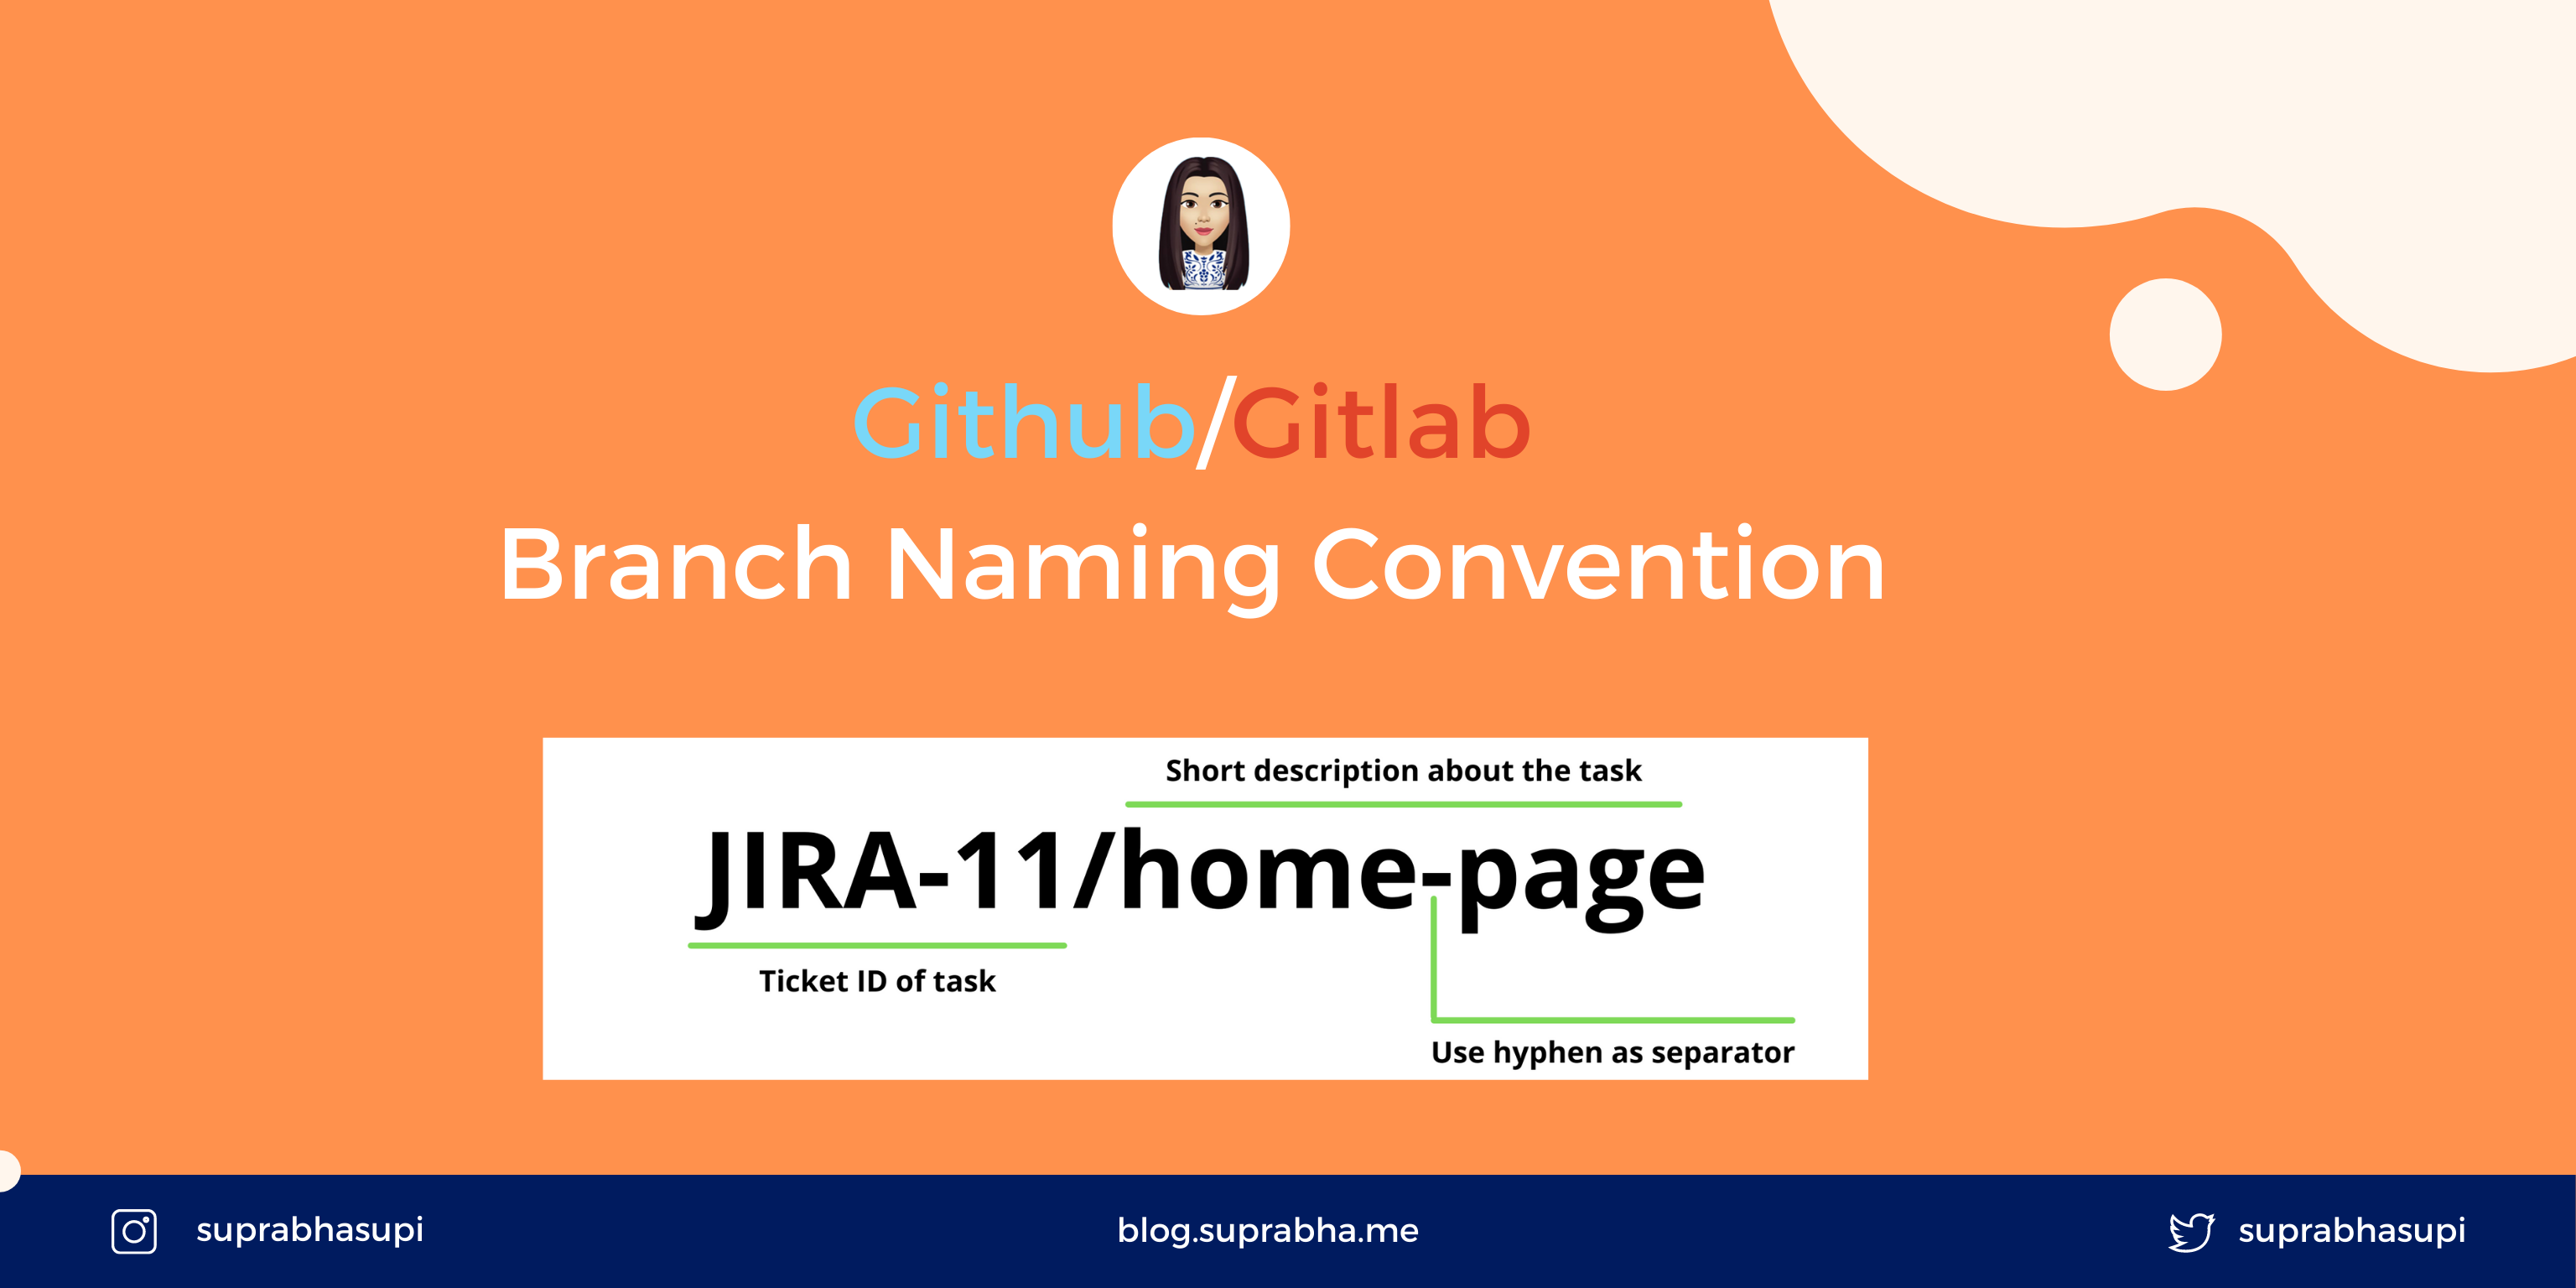 Github/Gitlab
Branch Naming Convention
Short description about the task
JIRA-11/home-page
Ticket ID of task
Use hyphen as separator
suprabhasupi
blog.suprabha.me
suprabhasupi